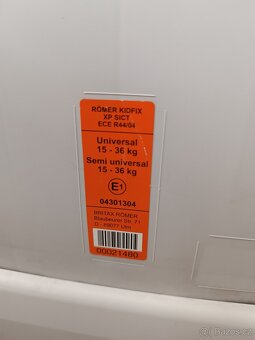 RÖMER KIDFIX
XP SICT
ECE R44/04
Universal
15 - 36 kg
Semi universal
15 - 36 kg
E1
04301304
BRITAX RÖMER
Blaubeurer Str. 71
D - 89077 Ulm
00021480